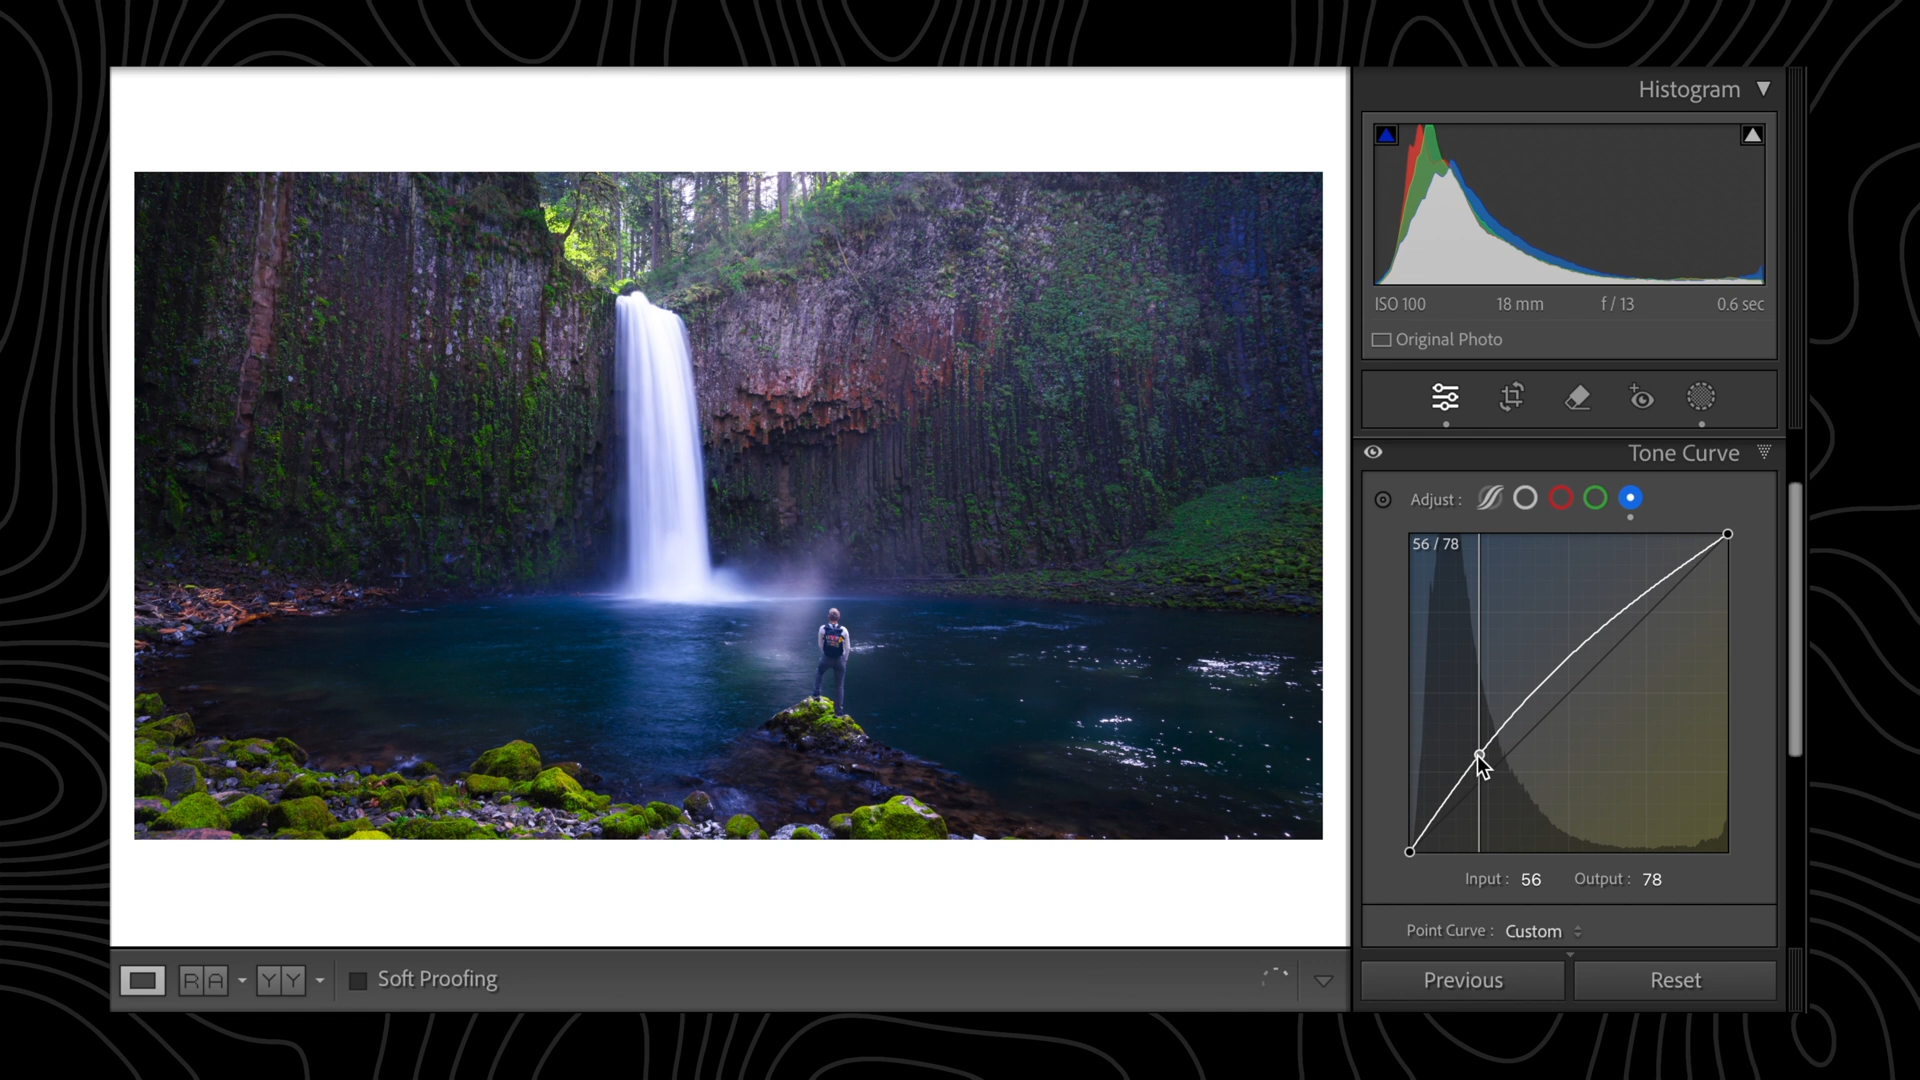 Histogram
ISO 100 18 mm f / 13 0.6 sec
Original Photo
Tone Curve
Adjust :
56 / 78
Input : 56 Output : 78
Point Curve : Custom
Previous Reset
R A Y Y Soft Proofing